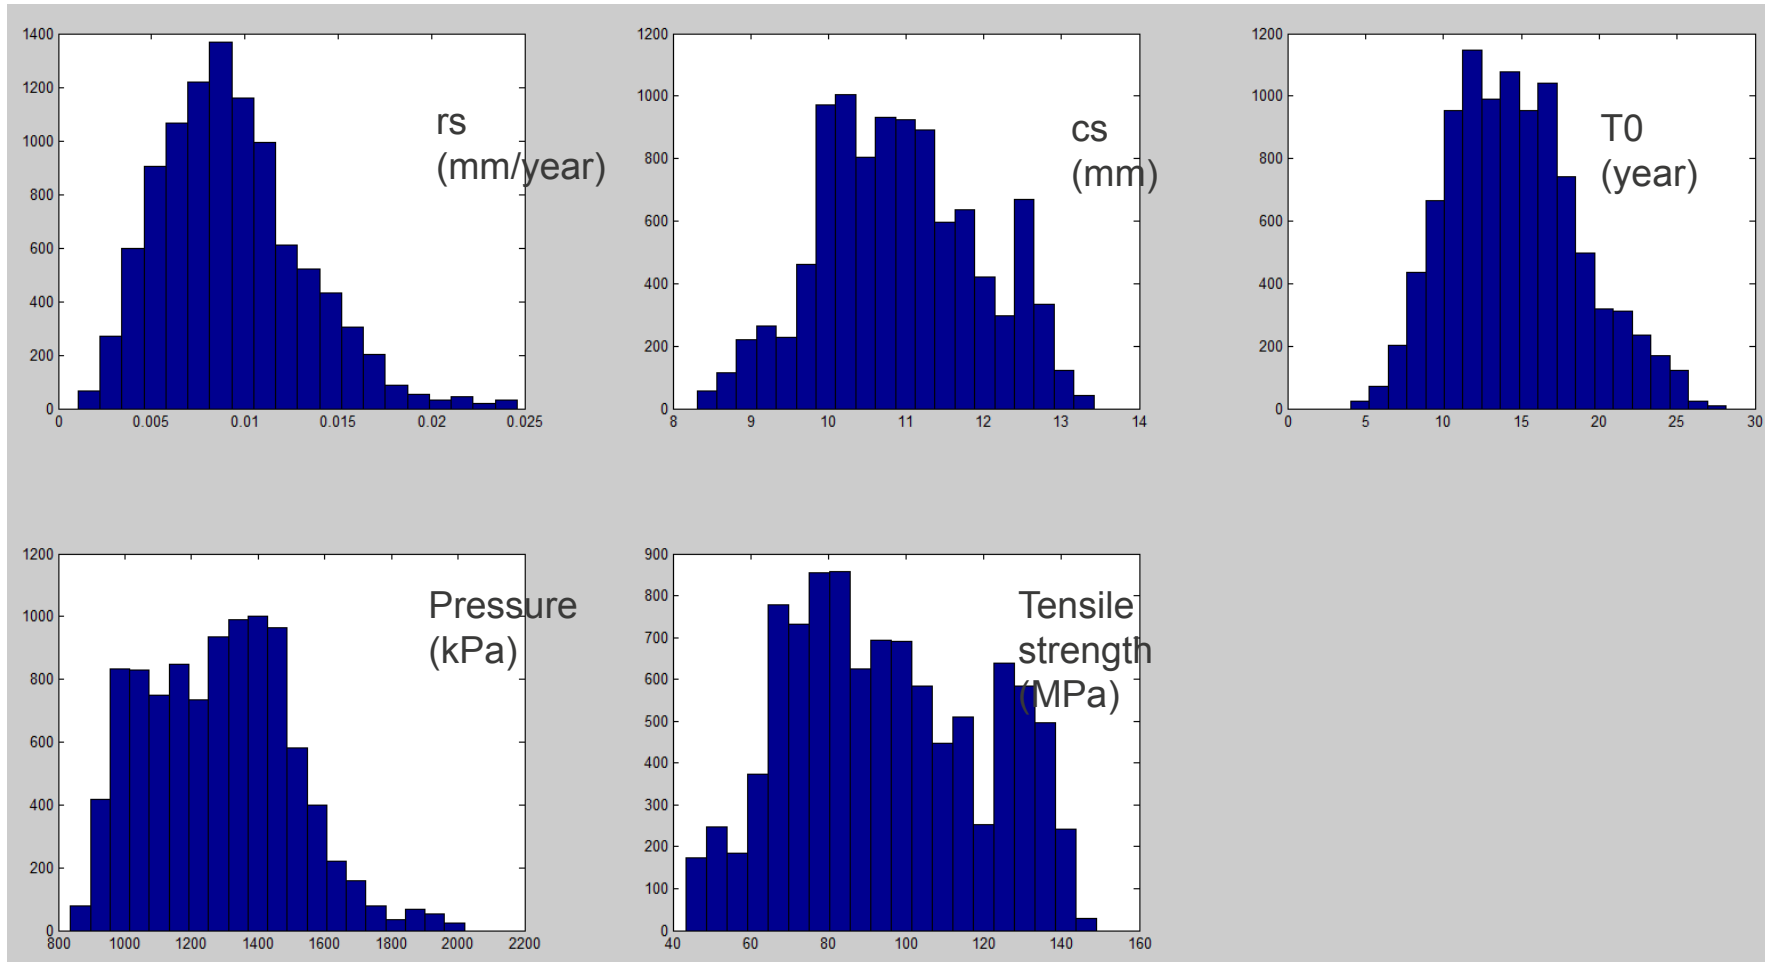 1400
1200
1000
800
600
400
200
0
0 0.005 0.01 0.015 0.02 0.025
rs
(mm/year)
1200
1000
800
600
400
200
0
8 9 10 11 12 13 14
cs
(mm)
1200
1000
800
600
400
200
0
0 5 10 15 20 25 30
T0
(year)
1200
1000
800
600
400
200
0
800 1000 1200 1400 1600 1800 2000 2200
Pressure
(kPa)
900
800
700
600
500
400
300
200
100
0
40 60 80 100 120 140 160
Tensile
strength
(MPa)